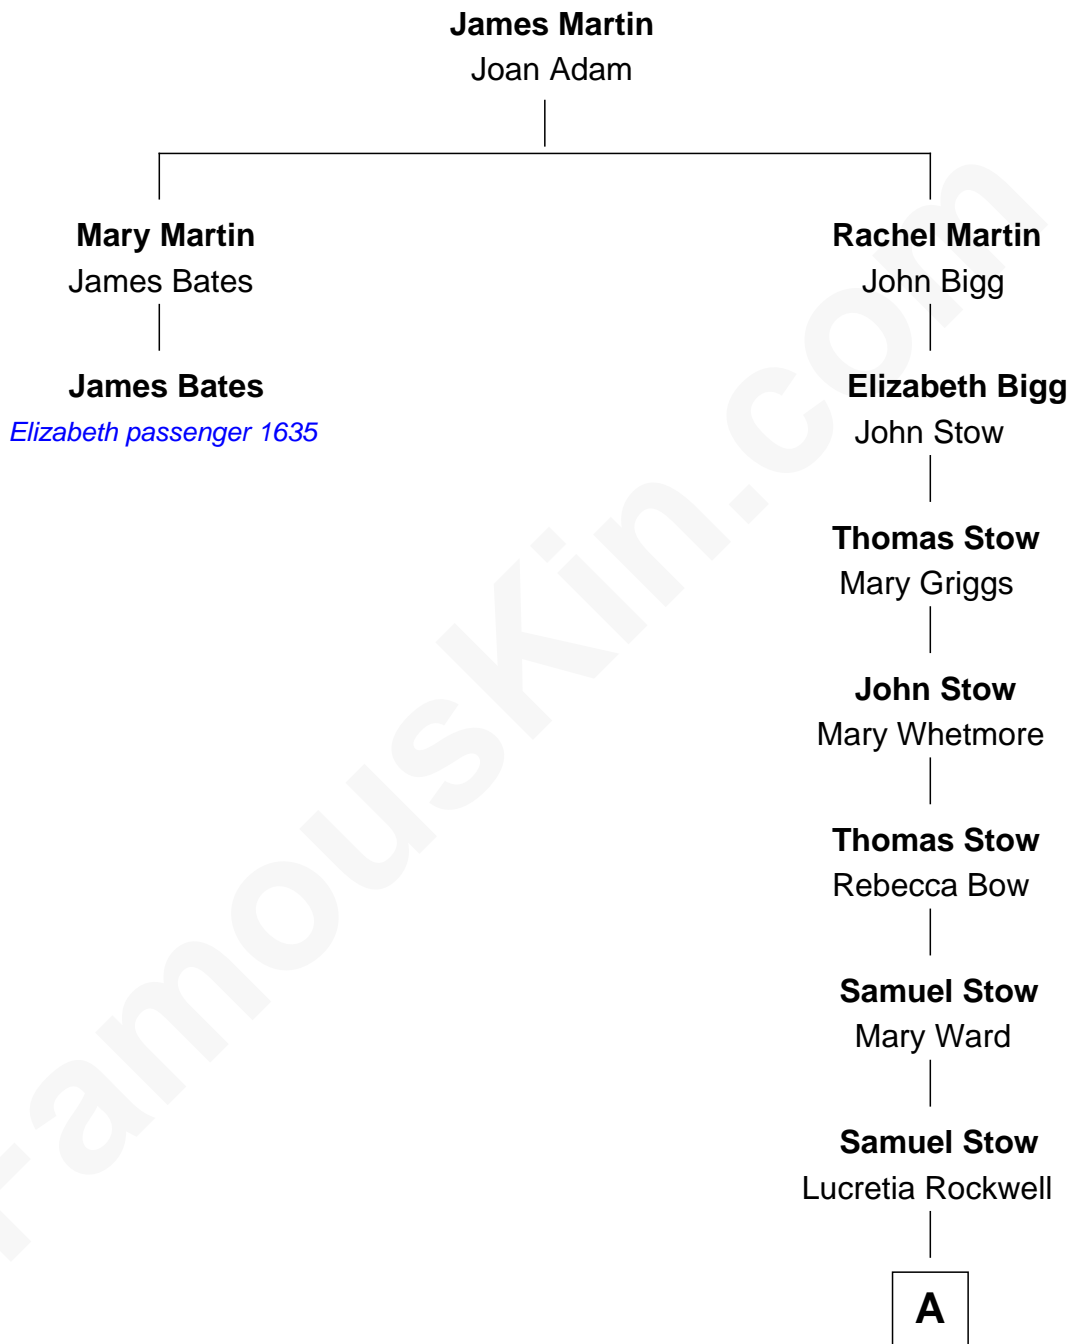 James Martin
Joan Adam
Mary Martin
James Bates
James Bates
Elizabeth passenger 1635
Rachel Martin
John Bigg
Elizabeth Bigg
John Stow
Thomas Stow
Mary Griggs
John Stow
Mary Whetmore
Thomas Stow
Rebecca Bow
Samuel Stow
Mary Ward
Samuel Stow
Lucretia Rockwell
A
FamousKin.com